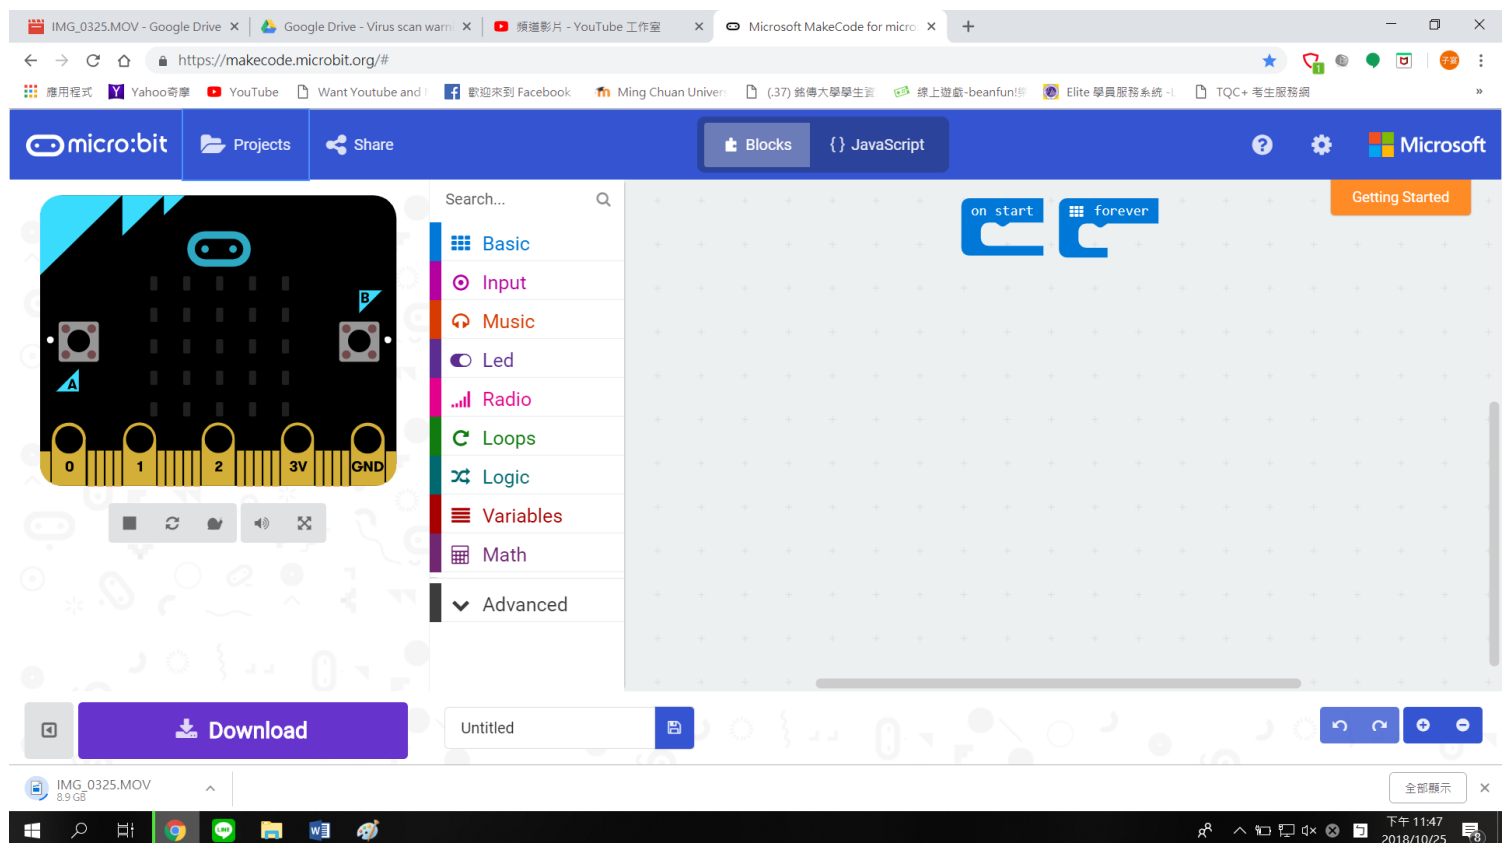 IMG_0325.MOV - Google Drive
Google Drive - Virus scan warn
頻道影片 - YouTube 工作室
Microsoft MakeCode for micro
https://makecode.microbit.org/#
1
子寰
應用程式
Yahoo奇摩
YouTube
Want Youtube and
歡迎來到 Facebook
Ming Chuan Univer
(.37) 銘傳大學學生資
線上遊戲-beanfun!樂
Elite 學員服務系統 -
TQC+ 考生服務網
»
micro:bit
Projects
Share
Blocks
{ } JavaScript
Microsoft
Getting Started
Search...
Basic
Input
Music
Led
Radio
Loops
Logic
Variables
Math
Advanced
on start
forever
B
A
0
1
2
3V
GND
Download
Untitled
IMG_0325.MOV
8.9 GB
全部顯示
下午 11:47
2018/10/25
8